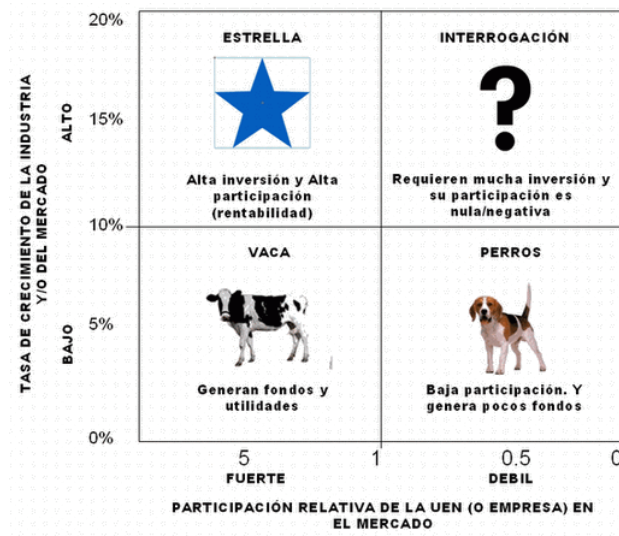 20%
ESTRELLA
INTERROGACIÓN
?
TASA DE CRECIMIENTO DE LA INDUSTRIA
Y/O DEL MERCADO
ALTO
15%
Alta inversión y Alta
participación
(rentabilidad)
Requieren mucha inversión y
su participación es
nula/negativa
10%
VACA
PERROS
BAJO
5%
Generan fondos y
utilidades
Baja participación. Y
genera pocos fondos
0%
5
1
0.5
0
FUERTE
DEBIL
PARTICIPACIÓN RELATIVA DE LA UEN (O EMPRESA) EN
EL MERCADO